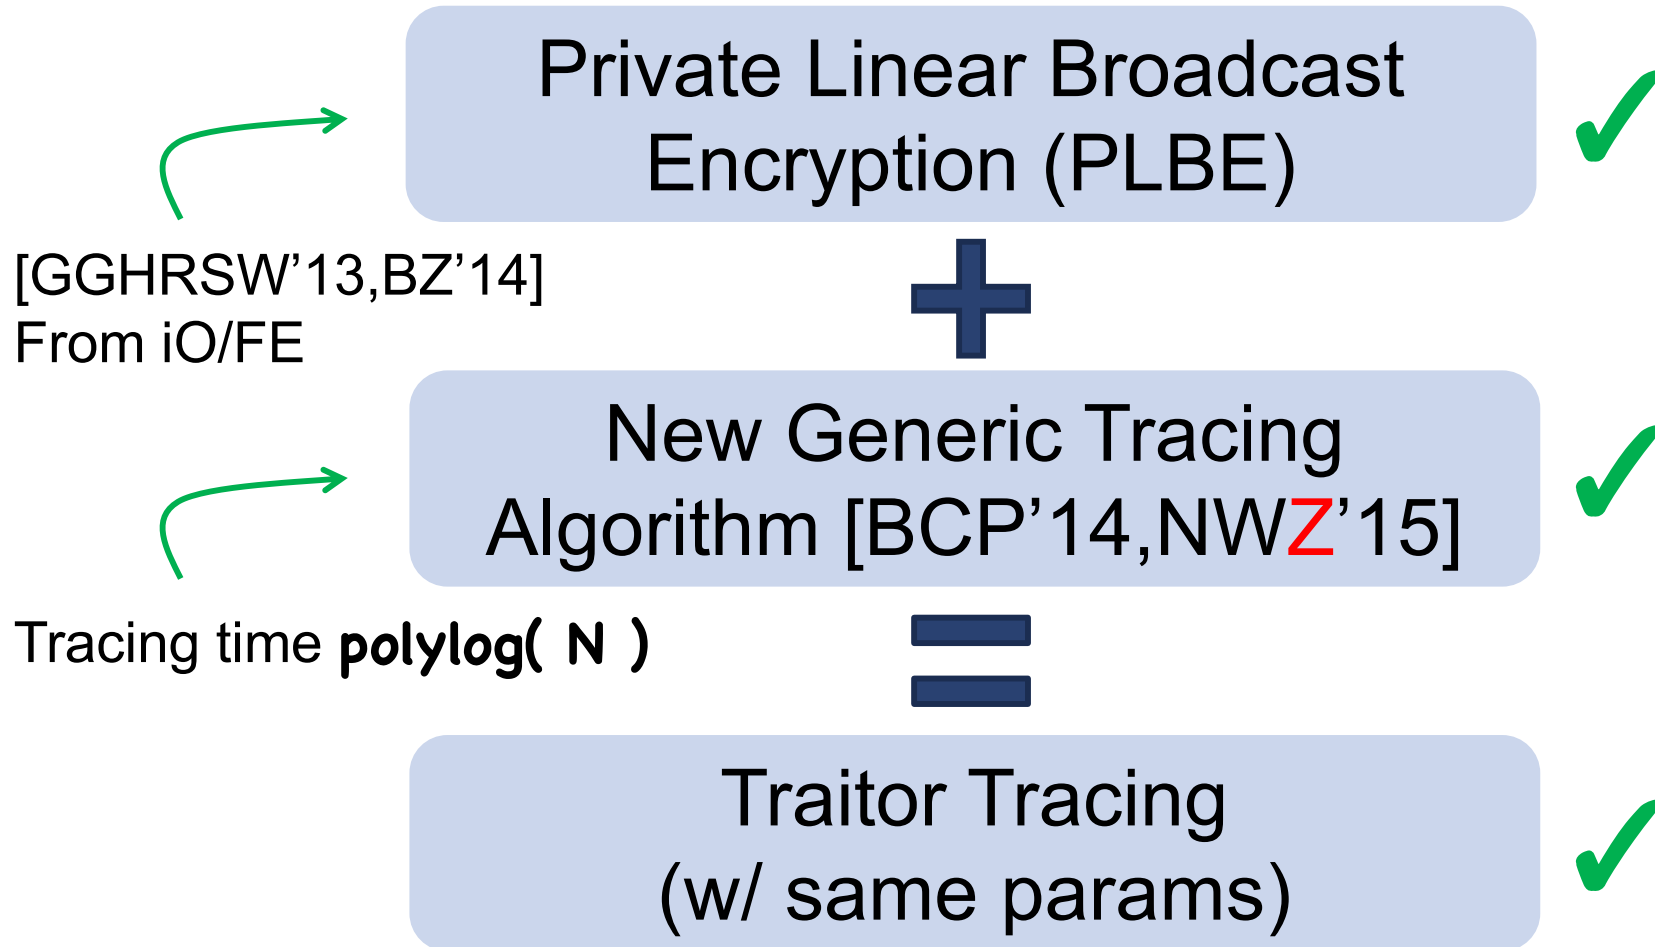 Private Linear Broadcast
Encryption (PLBE)
[GGHRSW’13,BZ’14]
From iO/FE
New Generic Tracing
Algorithm [BCP’14,NWZ’15]
Tracing time polylog( N )
Traitor Tracing
(w/ same params)